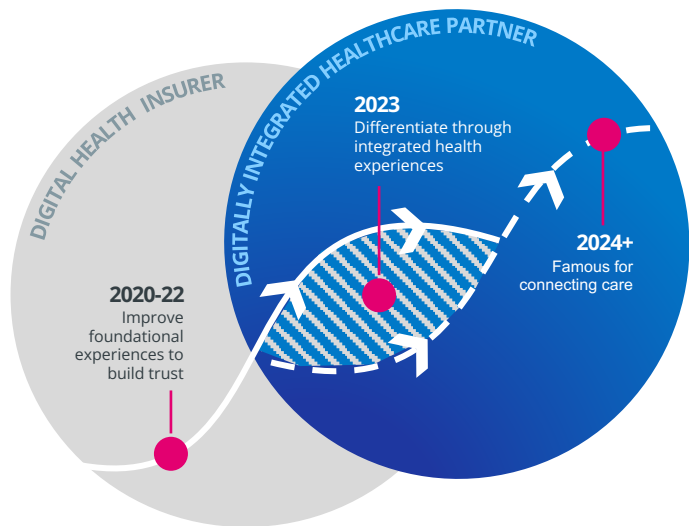 DIGITAL HEALTH INSURER
DIGITALLY INTEGRATED HEALTHCARE PARTNER
2020-22
Improve
foundational
experiences to
build trust
2023
Differentiate through
integrated health
experiences
2024+
Famous for
connecting care